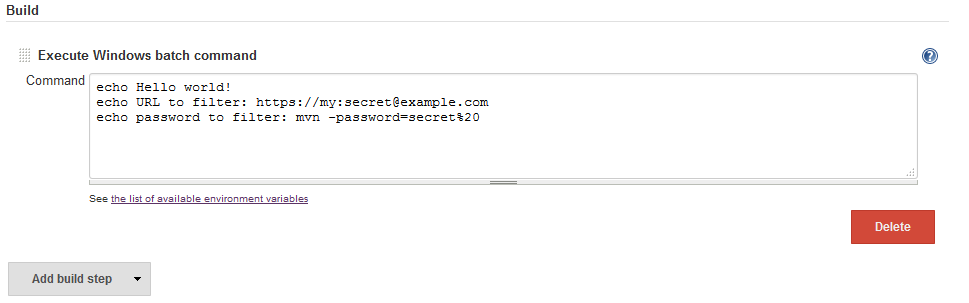 Build
Execute Windows batch command
?
Command
echo Hello world!
echo URL to filter: https://my:secret@example.com
echo password to filter: mvn -password=secret%20
See the list of available environment variables
Delete
Add build step